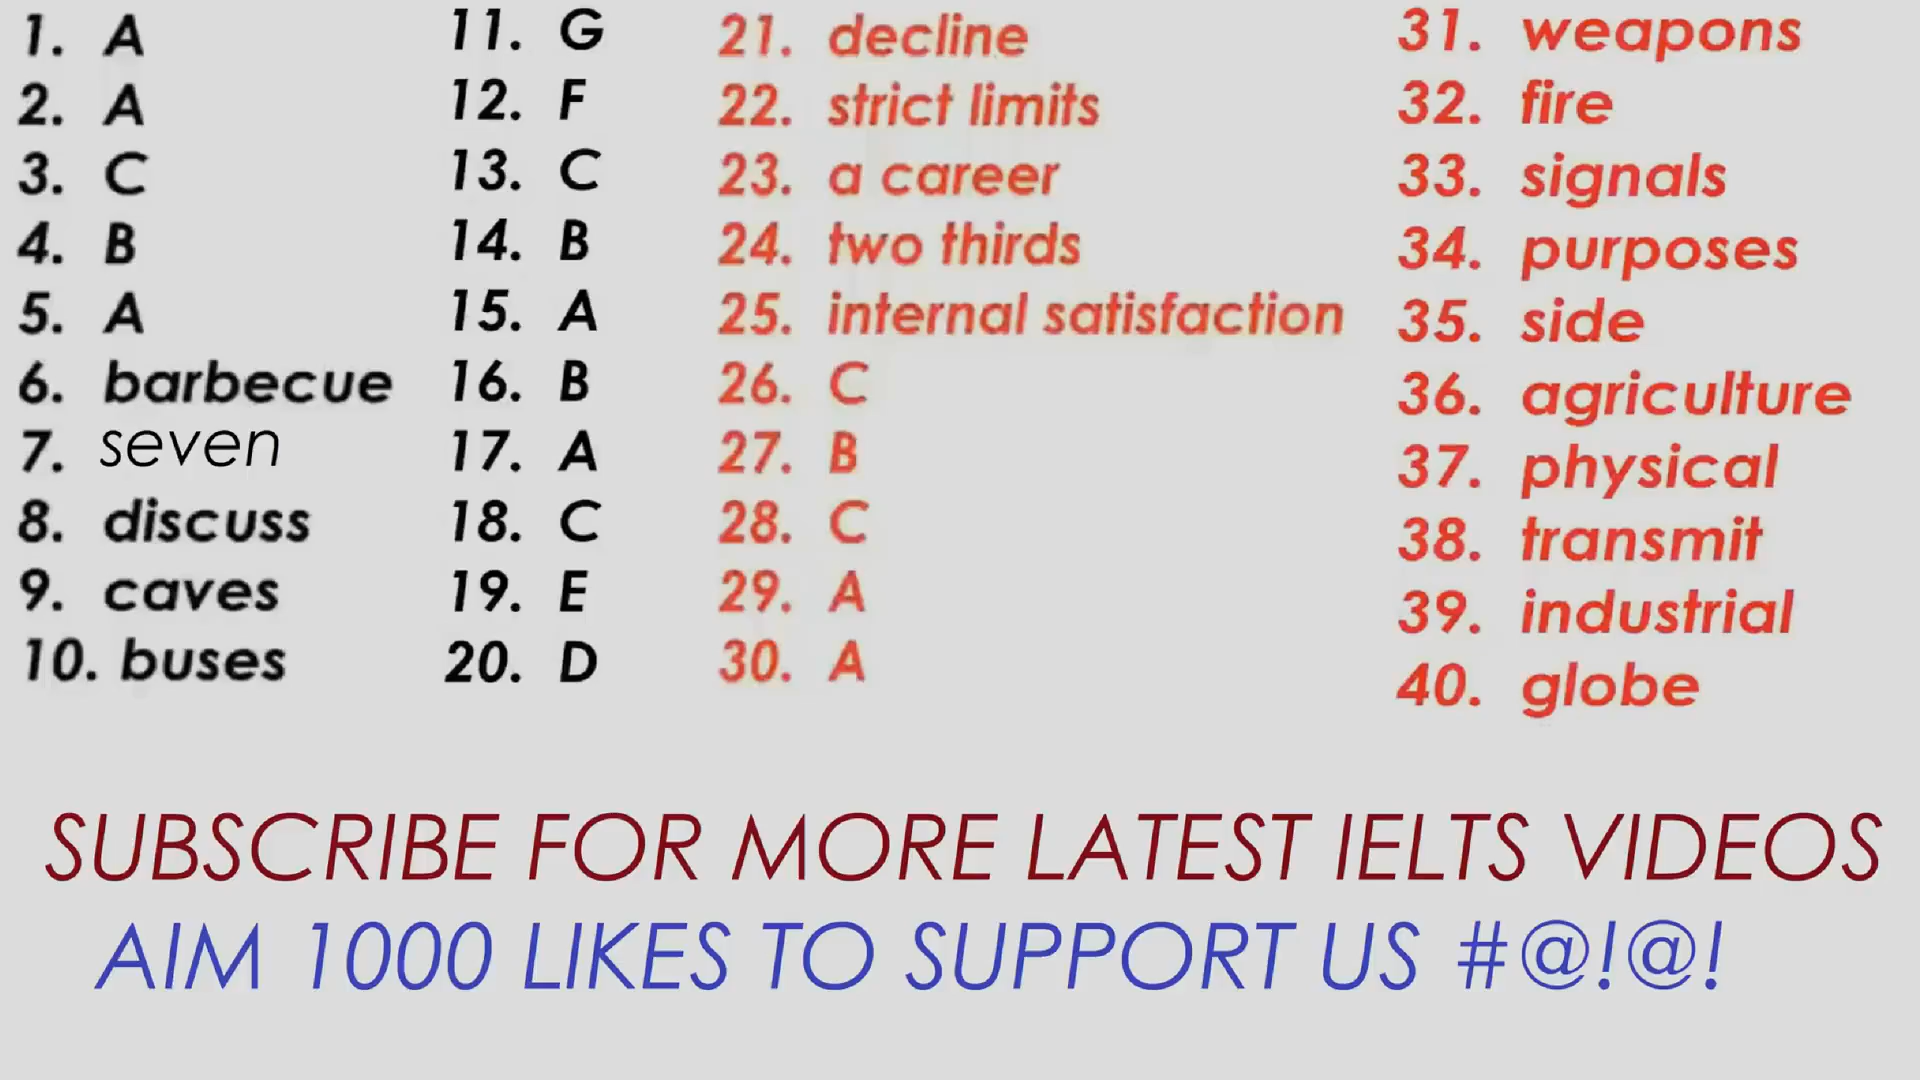 1. A
2. A
3. C
4. B
5. A
6. barbecue
7. seven
8. discuss
9. caves
10. buses
11. G
12. F
13. C
14. B
15. A
16. B
17. A
18. C
19. E
20. D
21. decline
22. strict limits
23. a career
24. two thirds
25. internal satisfaction
26. C
27. B
28. C
29. A
30. A
31. weapons
32. fire
33. signals
34. purposes
35. side
36. agriculture
37. physical
38. transmit
39. industrial
40. globe
SUBSCRIBE FOR MORE LATEST IELTS VIDEOS
AIM 1000 LIKES TO SUPPORT US #@!@!